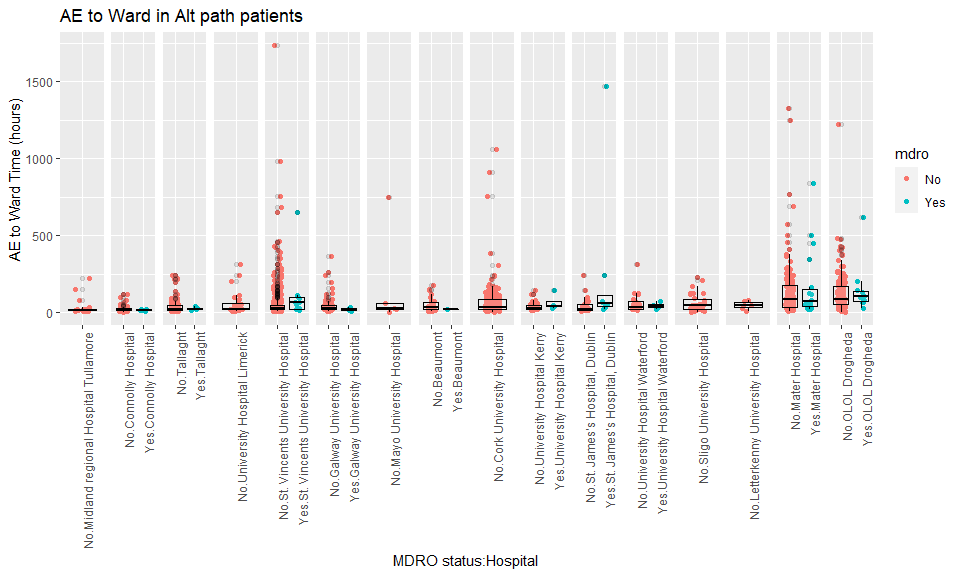 AE to Ward in Alt path patients
AE to Ward Time (hours)
1500
1000
500
0
No.Midland regional Hospital Tullamore
No.Connolly Hospital
Yes.Connolly Hospital
No.Tallaght
Yes.Tallaght
No.University Hospital Limerick
No.St. Vincents University Hospital
Yes.St. Vincents University Hospital
No.Galway University Hospital
Yes.Galway University Hospital
No.Mayo University Hospital
No.Beaumont
Yes.Beaumont
No.Cork University Hospital
No.University Hospital Kerry
Yes.University Hospital Kerry
No.St. James's Hospital, Dublin
Yes.St. James's Hospital, Dublin
No.University Hospital Waterford
Yes.University Hospital Waterford
No.Sligo University Hospital
No.Letterkenny University Hospital
No.Mater Hospital
Yes.Mater Hospital
No.OLOL Drogheda
Yes.OLOL Drogheda
MDRO status:Hospital
mdro
No
Yes